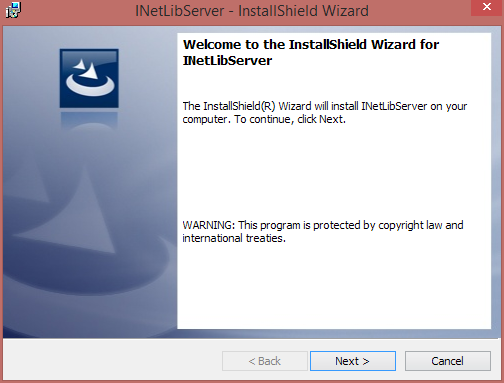 INetLibServer - InstallShield Wizard
Welcome to the InstallShield Wizard for
INetLibServer
The InstallShield(R) Wizard will install INetLibServer on your
computer. To continue, click Next.
WARNING: This program is protected by copyright law and
international treaties.
< Back
Next >
Cancel